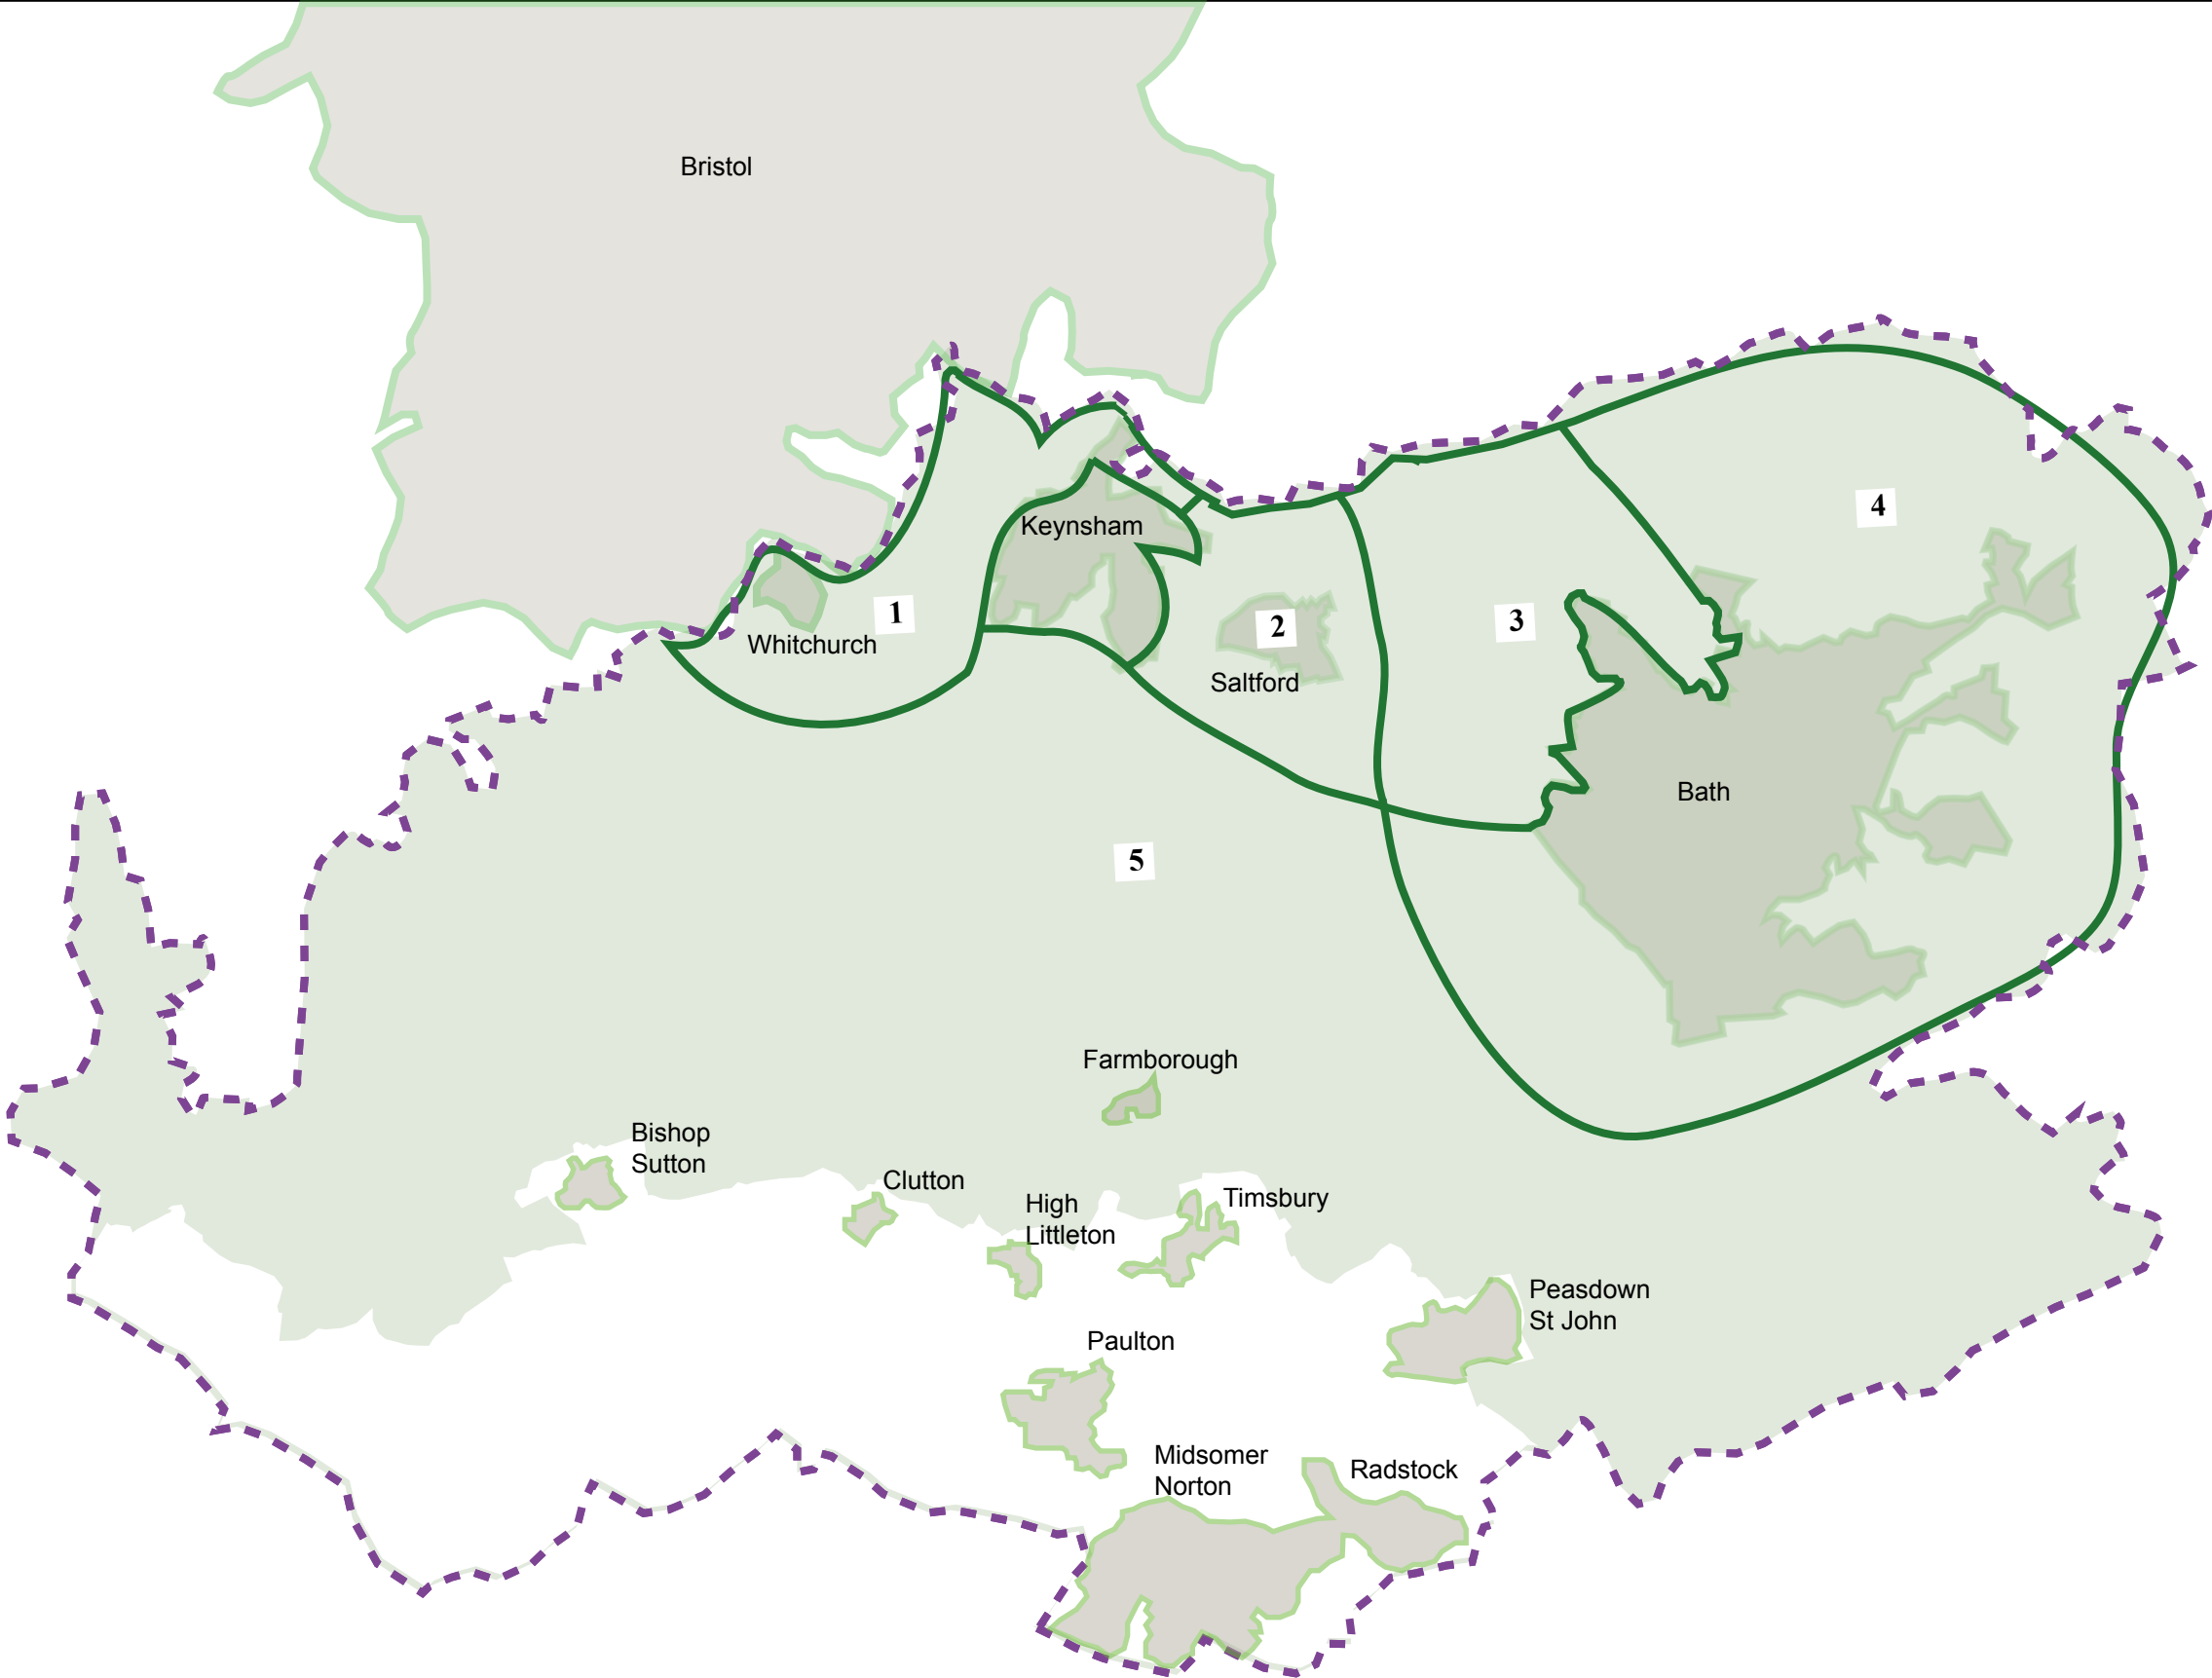 Bristol
4
Keynsham
1
2
3
Whitchurch
Saltford
Bath
5
Farmborough
Bishop
Sutton
Clutton
High
Littleton
Timsbury
Peasdown
St John
Paulton
Midsomer
Norton
Radstock